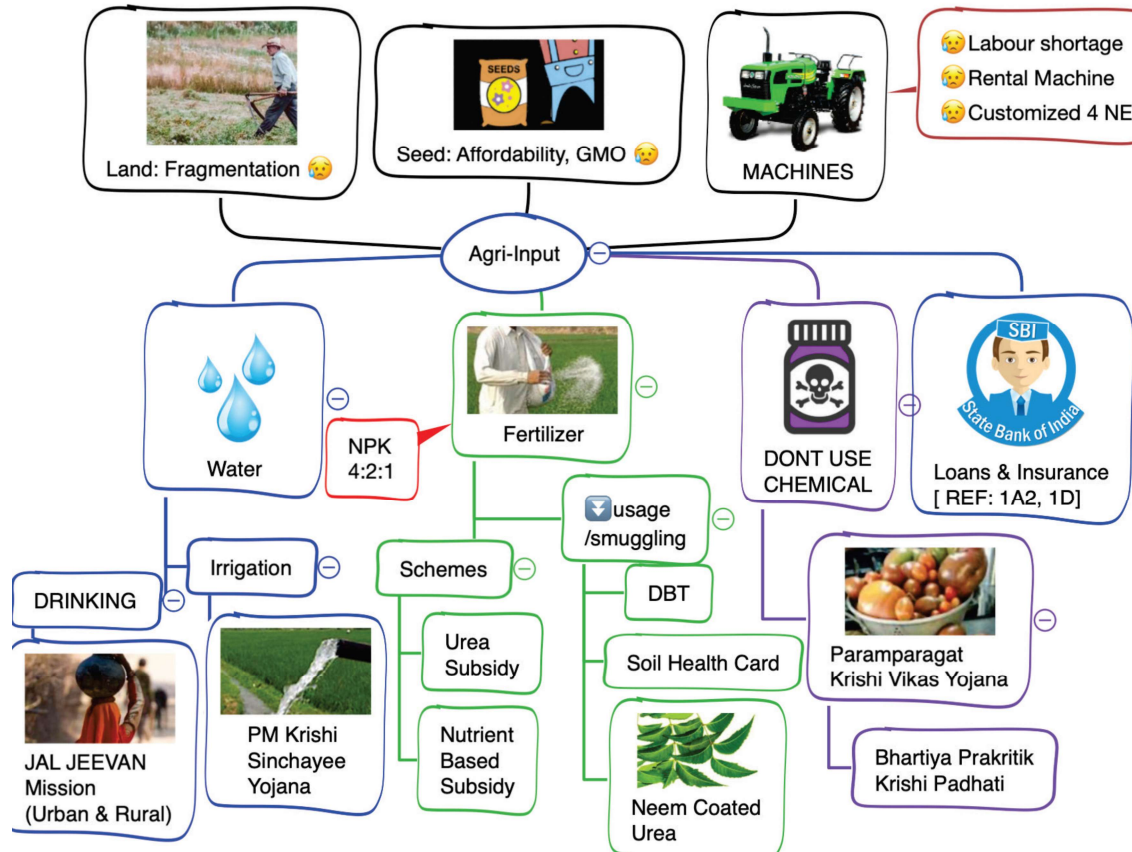 SEEDS
Land: Fragmentation 😥
Seed: Affordability, GMO 😥
MACHINES
😥 Labour shortage
😥 Rental Machine
😥 Customized 4 NE
Agri-Input
Water
NPK
4:2:1
Fertilizer
DONT USE
CHEMICAL
SBI
State Bank of India
Loans & Insurance
[ REF: 1A2, 1D]
DRINKING
Irrigation
Schemes
⏬usage
/smuggling
DBT
JAL JEEVAN
Mission
(Urban & Rural)
PM Krishi
Sinchayee
Yojana
Urea
Subsidy
Nutrient
Based
Subsidy
Soil Health Card
Neem Coated
Urea
Paramparagat
Krishi Vikas Yojana
Bhartiya Prakritik
Krishi Padhati